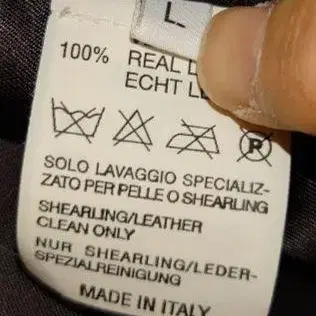 L
100% REAL
ECHT
P
SOLO LAVAGGIO SPECIALIZ-
ZATO PER PELLE O SHEARLING
SHEARLING/LEATHER
CLEAN ONLY
NUR SHEARLING/LEDER-
SPEZIALREINIGUNG
MADE IN ITALY